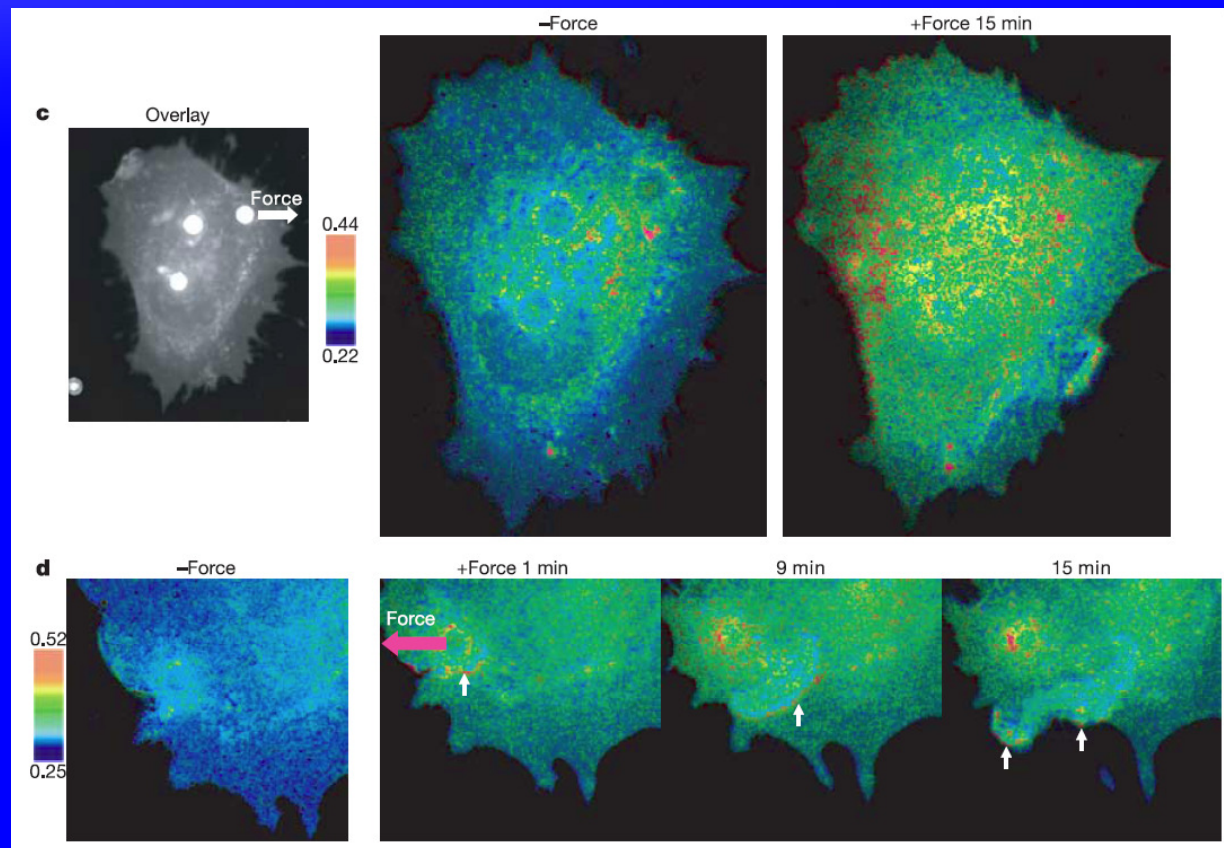 –Force
+Force 15 min
c
Overlay
Force
0.44
0.22
d
–Force
+Force 1 min
9 min
15 min
Force
0.52
0.25